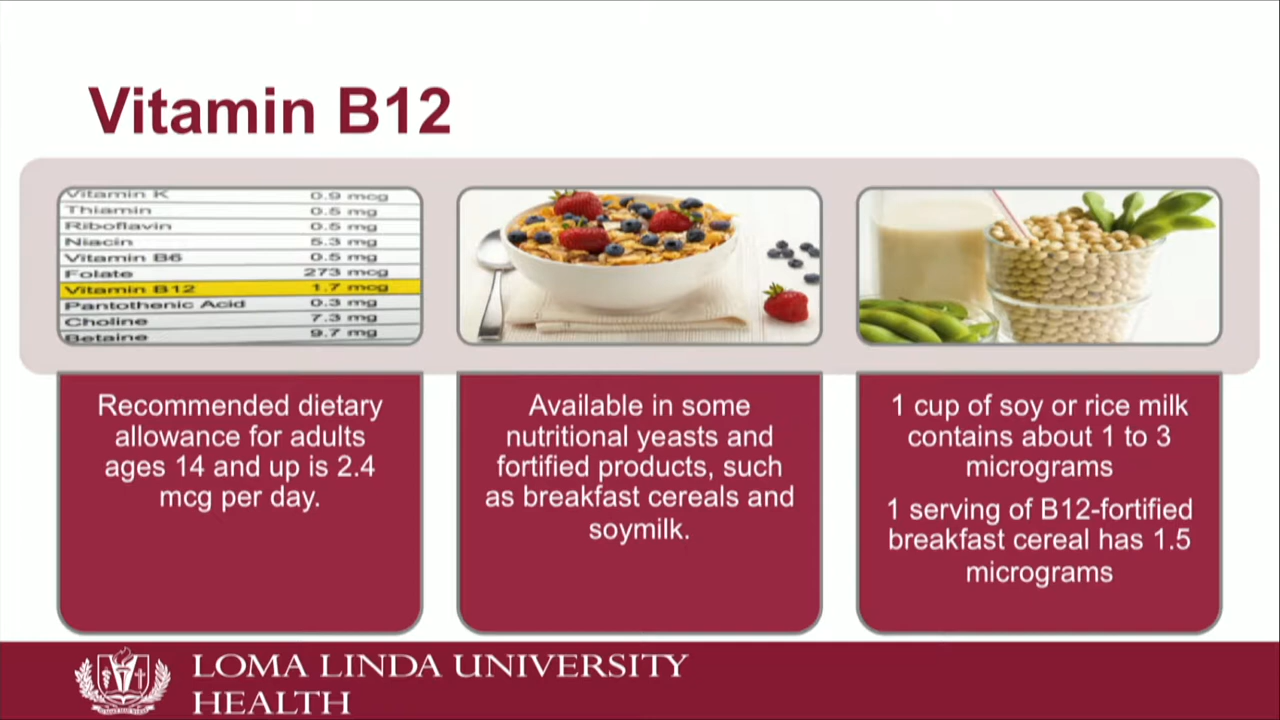 Vitamin B12
Vitamin K 0.9 mcg
Thiamin 0.5 mg
Riboflavin 0.5 mg
Niacin 5.3 mg
Vitamin B6 0.5 mg
Folate 273 mcg
Vitamin B12 1.7 mcg
Pantothenic Acid 0.3 mg
Choline 7.3 mg
Betaine 9.7 mg
Recommended dietary
allowance for adults
ages 14 and up is 2.4
mcg per day.
Available in some
nutritional yeasts and
fortified products, such
as breakfast cereals and
soymilk.
1 cup of soy or rice milk
contains about 1 to 3
micrograms
1 serving of B12-fortified
breakfast cereal has 1.5
micrograms
LOMA LINDA UNIVERSITY
HEALTH